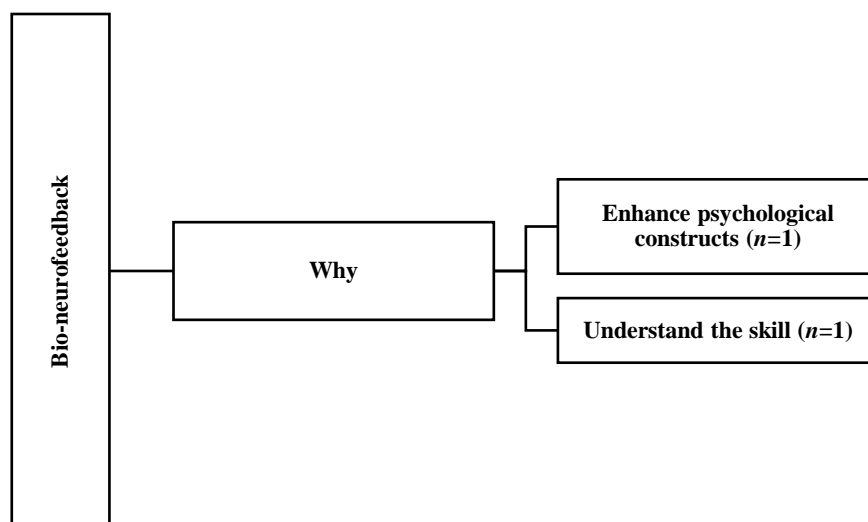 Bio-neurofeedback
Why
Enhance psychological
constructs (n=1)
Understand the skill (n=1)